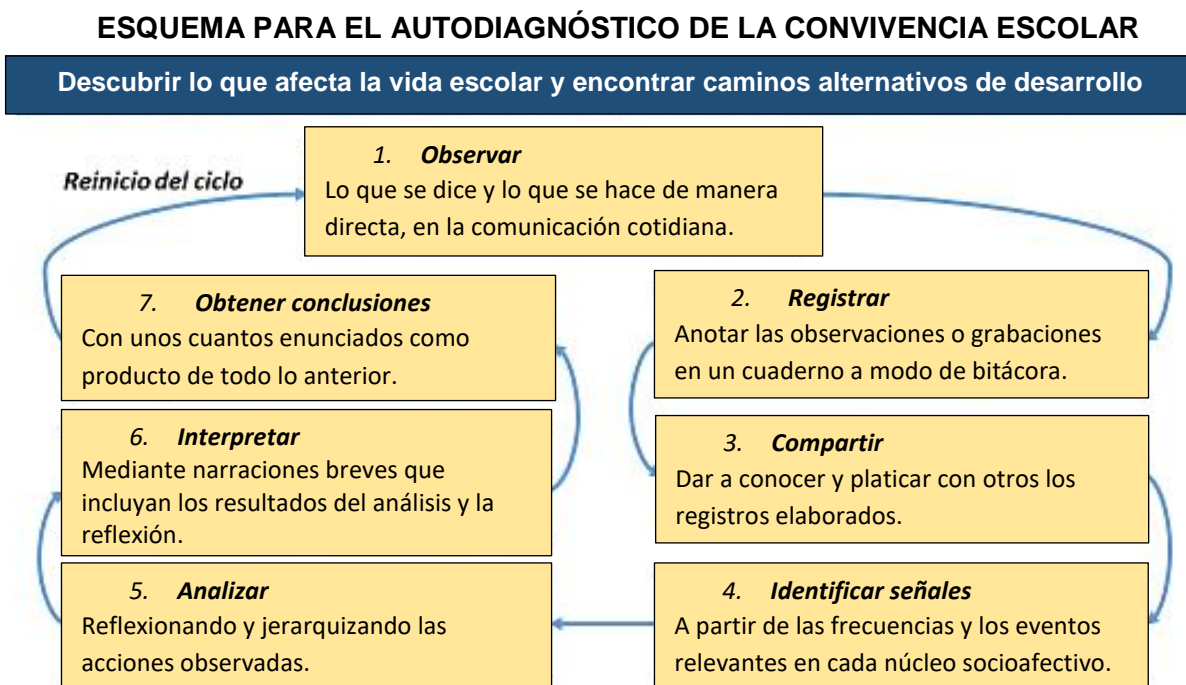 ESQUEMA PARA EL AUTODIAGNÓSTICO DE LA CONVIVENCIA ESCOLAR
Descubrir lo que afecta la vida escolar y encontrar caminos alternativos de desarrollo
Reinicio del ciclo
1. Observar
Lo que se dice y lo que se hace de manera
directa, en la comunicación cotidiana.
2. Registrar
Anotar las observaciones o grabaciones
en un cuaderno a modo de bitácora.
3. Compartir
Dar a conocer y platicar con otros los
registros elaborados.
4. Identificar señales
A partir de las frecuencias y los eventos
relevantes en cada núcleo socioafectivo.
5. Analizar
Reflexionando y jerarquizando las
acciones observadas.
6. Interpretar
Mediante narraciones breves que
incluyan los resultados del análisis y la
reflexión.
7. Obtener conclusiones
Con unos cuantos enunciados como
producto de todo lo anterior.